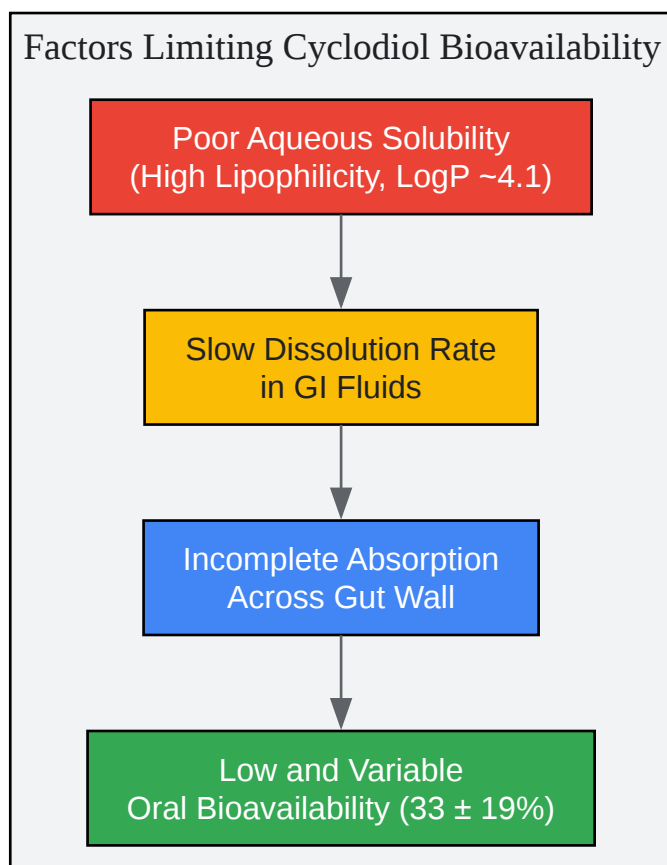 Factors Limiting Cyclodiol Bioavailability
Poor Aqueous Solubility
(High Lipophilicity, LogP ~4.1)
Slow Dissolution Rate
in GI Fluids
Incomplete Absorption
Across Gut Wall
Low and Variable
Oral Bioavailability (33 ± 19%)